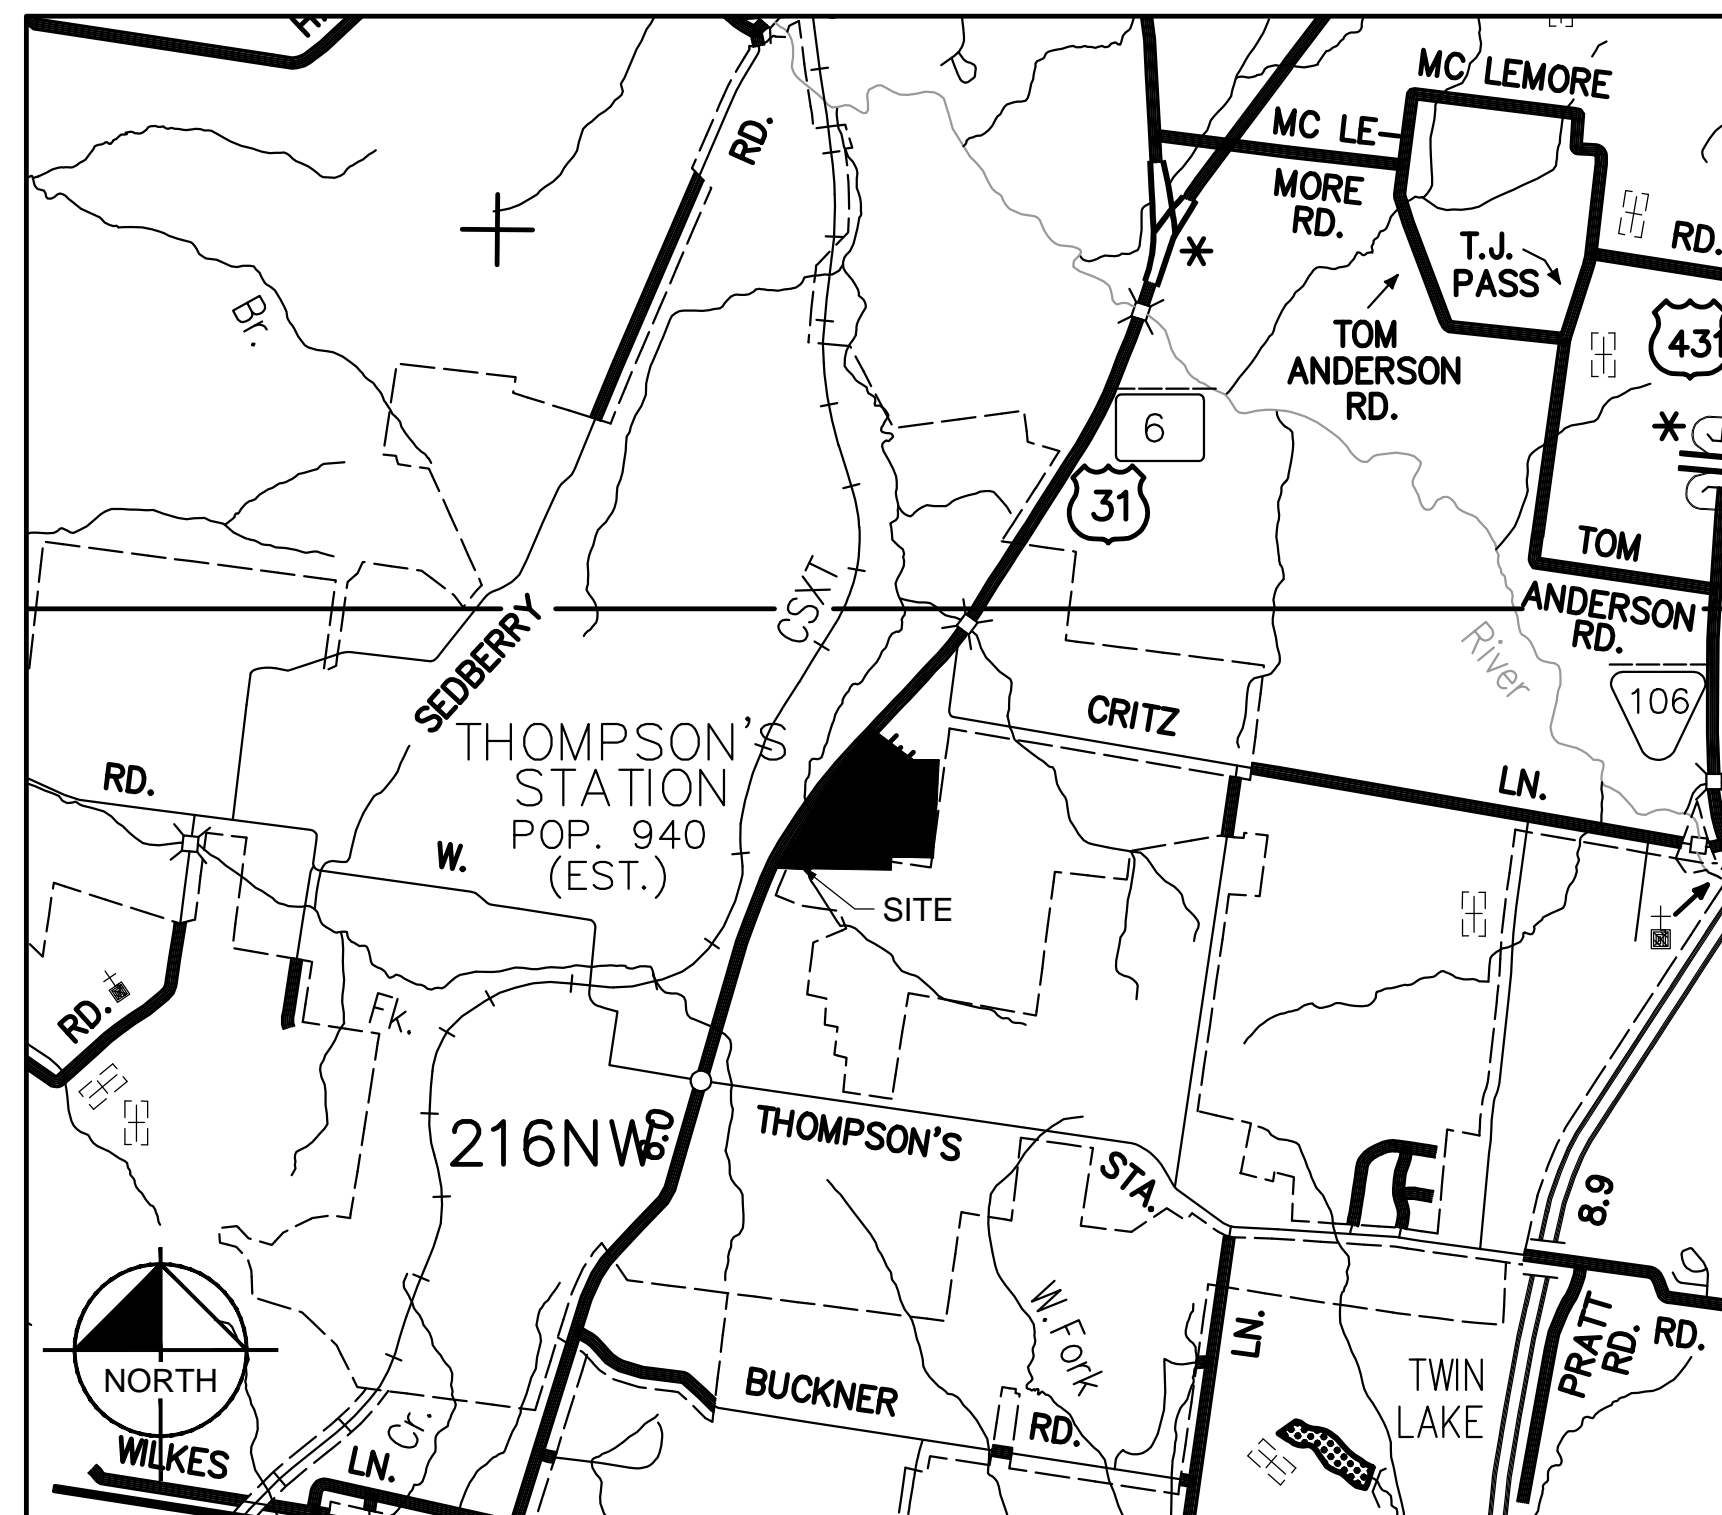 MC LEMORE
RD.
MC LE-
MORE
RD.
T.J.
PASS
RD.
Br.
TOM
ANDERSON
RD.
431
6
31
TOM
ANDERSON
RD.
CSXT
SEDBERRY
River
106
CRITZ
LN.
THOMPSON'S
STATION
POP. 940
(EST.)
RD.
W.
SITE
RD.
Fk.
216NW
6.0
THOMPSON'S
STA.
8.9
W. Fork
LN.
PRATT
RD.
RD.
NORTH
BUCKNER
RD.
TWIN
LAKE
Cr.
WILKES
LN.